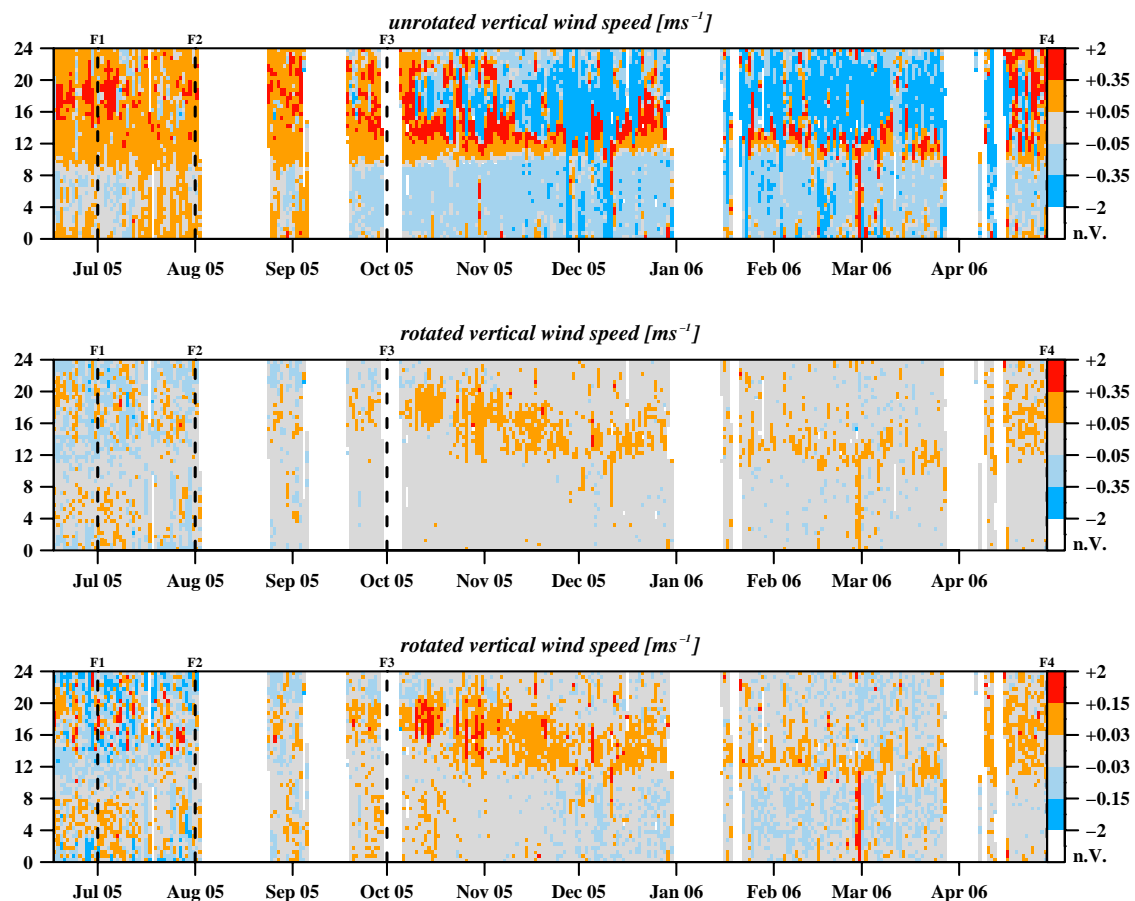 unrotated vertical wind speed [ms⁻¹]
F1 F2 F3 F4
24 20 16 12 8 4 0
+2 +0.35 +0.05 −0.05 −0.35 −2 n.V.
Jul 05 Aug 05 Sep 05 Oct 05 Nov 05 Dec 05 Jan 06 Feb 06 Mar 06 Apr 06
rotated vertical wind speed [ms⁻¹]
F1 F2 F3 F4
24 20 16 12 8 4 0
+2 +0.35 +0.05 −0.05 −0.35 −2 n.V.
Jul 05 Aug 05 Sep 05 Oct 05 Nov 05 Dec 05 Jan 06 Feb 06 Mar 06 Apr 06
rotated vertical wind speed [ms⁻¹]
F1 F2 F3 F4
24 20 16 12 8 4 0
+2 +0.15 +0.03 −0.03 −0.15 −2 n.V.
Jul 05 Aug 05 Sep 05 Oct 05 Nov 05 Dec 05 Jan 06 Feb 06 Mar 06 Apr 06